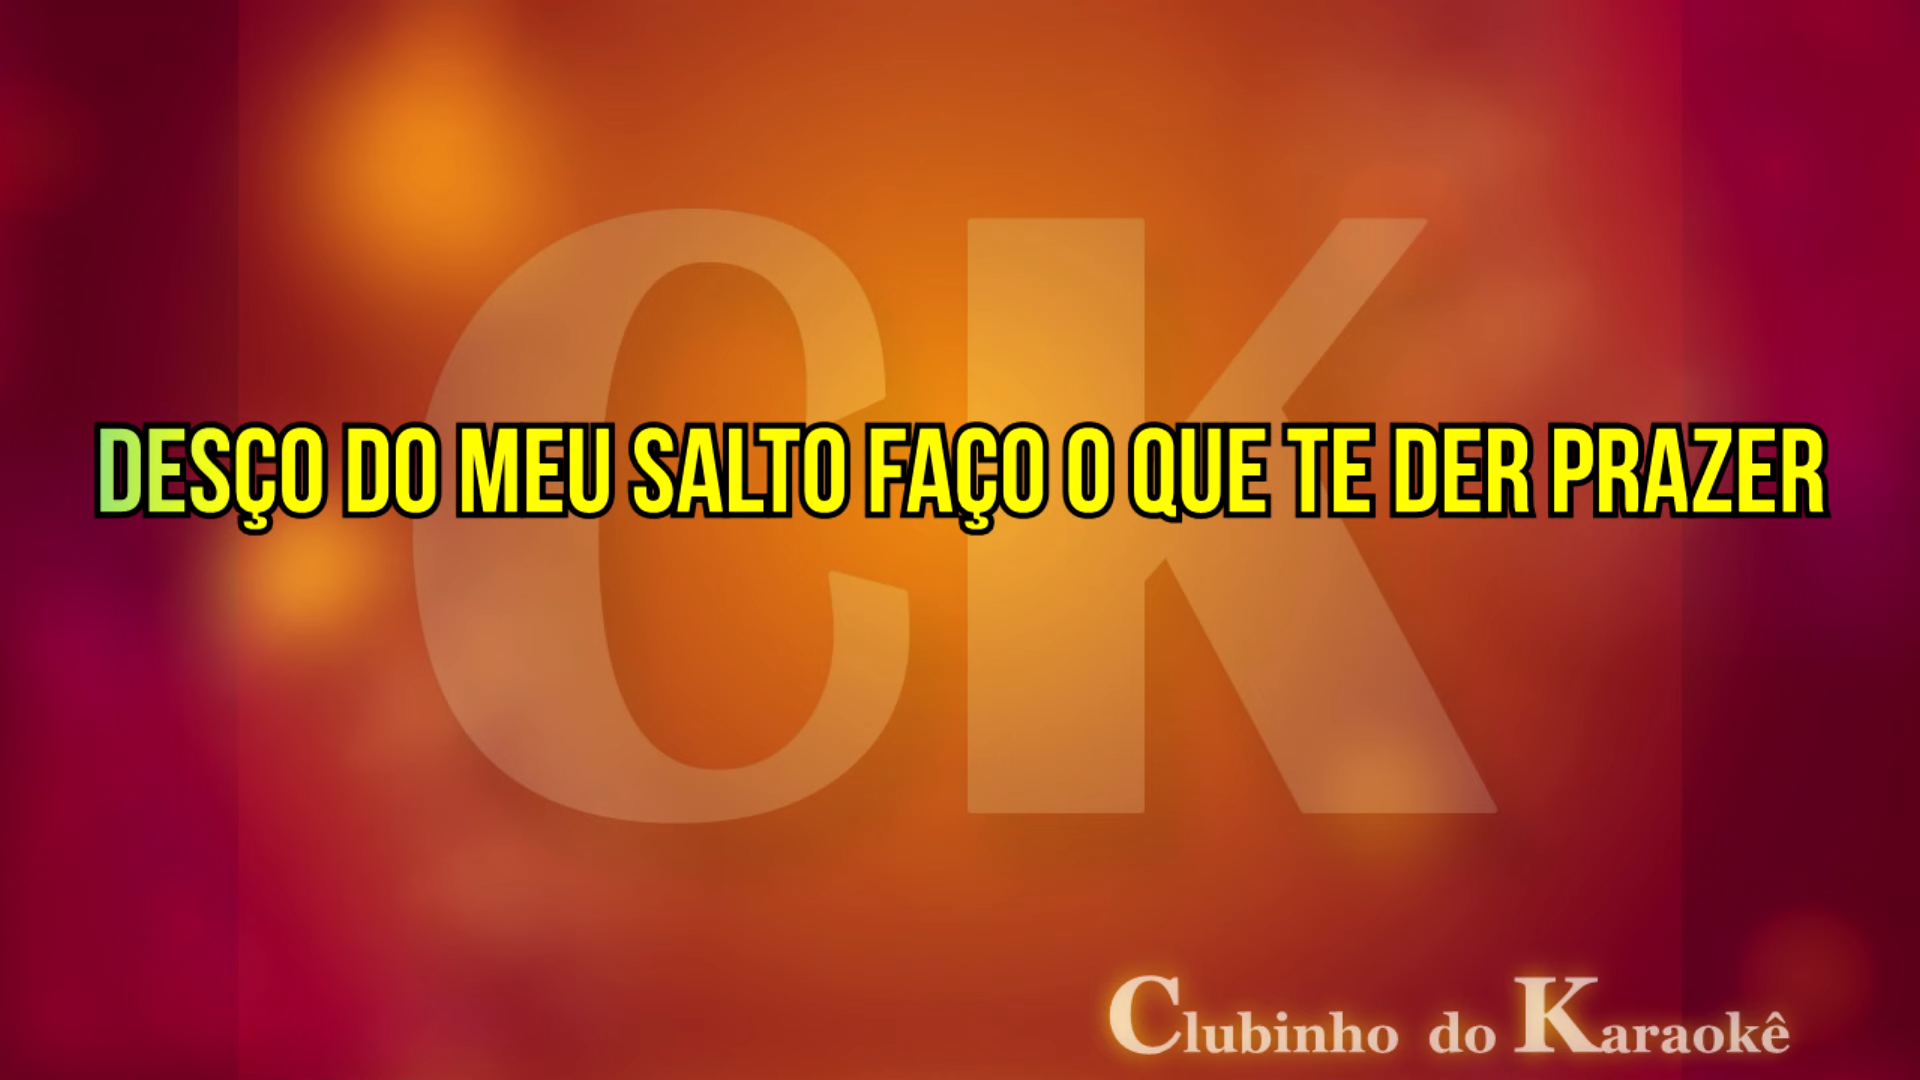 CK
DESÇO DO MEU SALTO FAÇO O QUE TE DER PRAZER
Clubinho do Karaokê